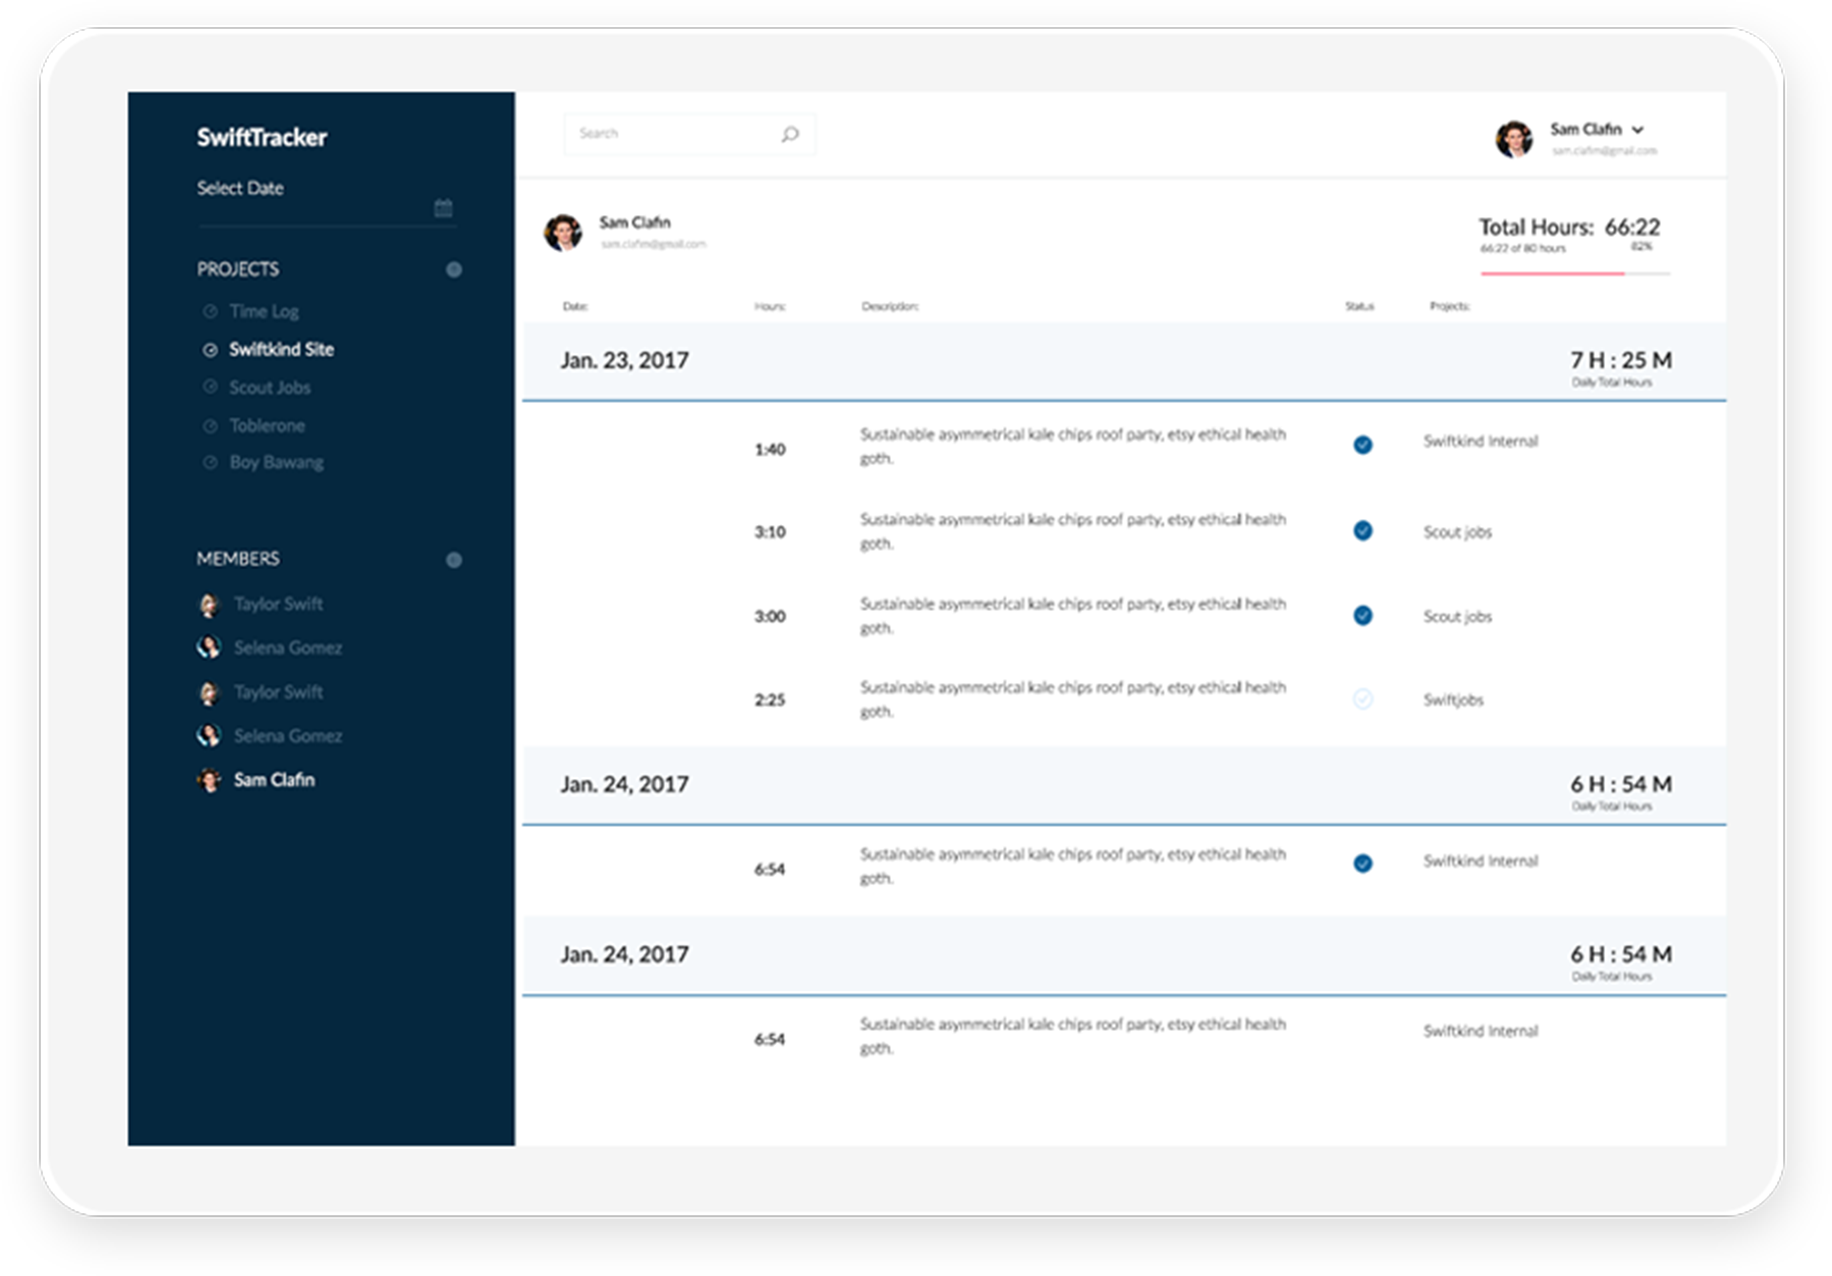 SwiftTracker
Select Date
PROJECTS
Time Log
Swiftkind Site
Scout Jobs
Toblerone
Boy Bawang
MEMBERS
Taylor Swift
Selena Gomez
Taylor Swift
Selena Gomez
Sam Clafin
Search
Sam Clafin
sam.clafim@gmail.com
Sam Clafin
sam.clafim@gmail.com
Total Hours: 66:22
66:22 of 80 hours 82%
Date: Hours: Description: Status Projects:
Jan. 23, 2017 7 H : 25 M
Daily Total Hours
1:40 Sustainable asymmetrical kale chips roof party, etsy ethical health Swiftkind Internal
goth.
3:10 Sustainable asymmetrical kale chips roof party, etsy ethical health Scout jobs
goth.
3:00 Sustainable asymmetrical kale chips roof party, etsy ethical health Scout jobs
goth.
2:25 Sustainable asymmetrical kale chips roof party, etsy ethical health Swiftjobs
goth.
Jan. 24, 2017 6 H : 54 M
Daily Total Hours
6:54 Sustainable asymmetrical kale chips roof party, etsy ethical health Swiftkind Internal
goth.
Jan. 24, 2017 6 H : 54 M
Daily Total Hours
6:54 Sustainable asymmetrical kale chips roof party, etsy ethical health Swiftkind Internal
goth.